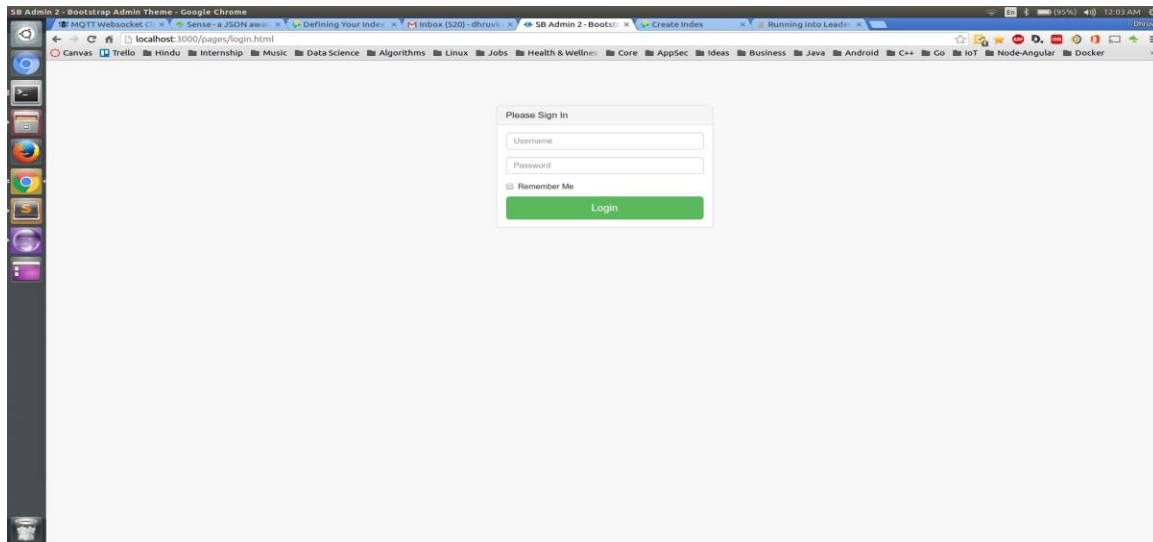 SB Admin 2 - Bootstrap Admin Theme - Google Chrome En (95%) 12:03 AM
MQTT Websocket Cl Sense - a JSON awar Defining Your Index Inbox (520) - dhruvi SB Admin 2 - Bootst Create Index Running into Leader
localhost:3000/pages/login.html
Canvas Trello Hindu Internship Music Data Science Algorithms Linux Jobs Health & Wellnes Core AppSec Ideas Business Java Android C++ Go IoT Node-Angular Docker
Please Sign In
Username
Password
Remember Me
Login